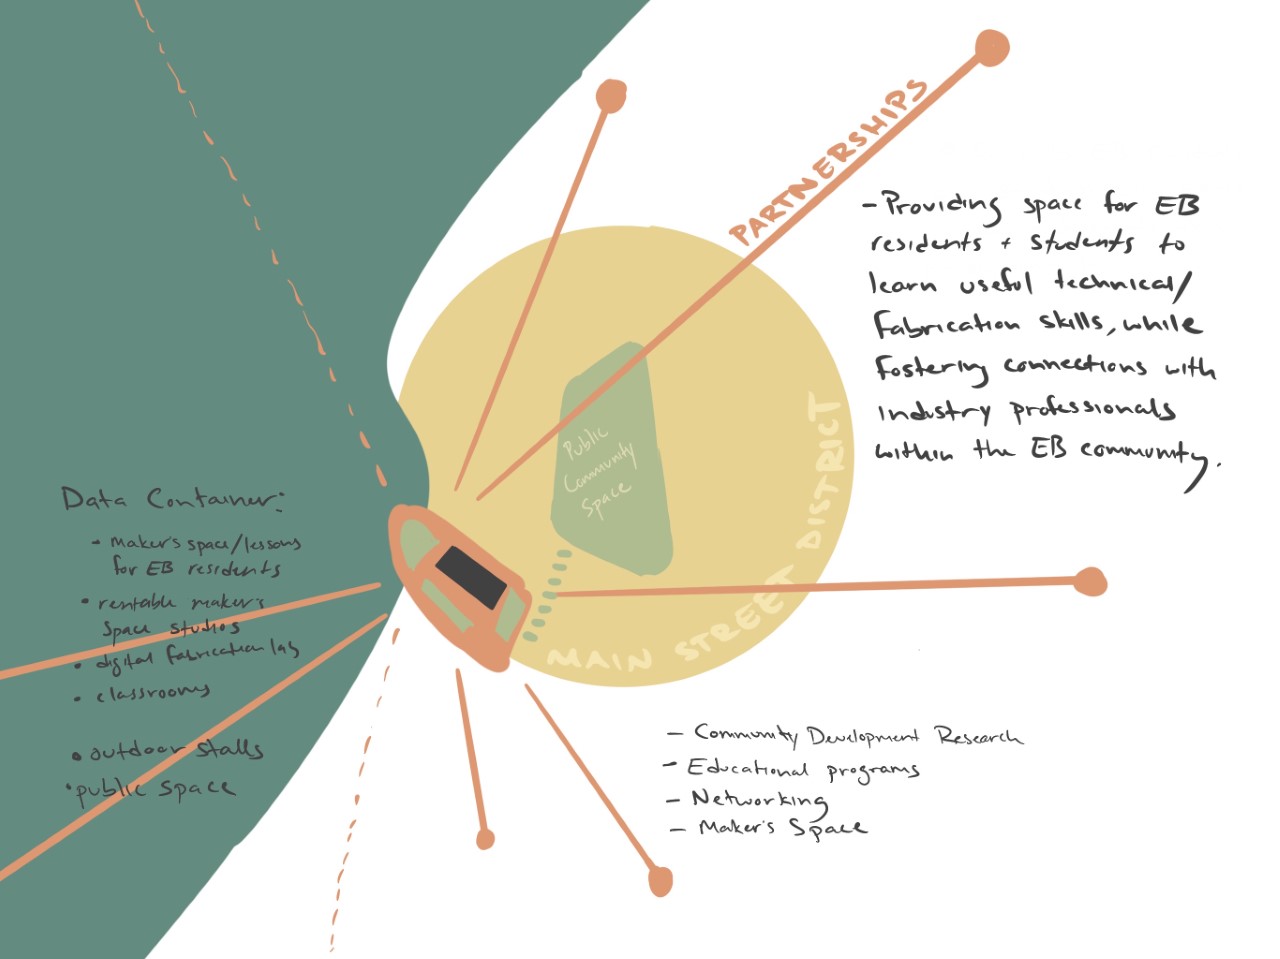 PARTNERSHIPS
- Providing space for EB
residents + students to
learn useful technical/
fabrication skills, while
fostering connections with
industry professionals
within the EB community.
Public
Community
Space
MAIN STREET DISTRICT
Data Container:
- Maker's space/lessons
for EB residents
• rentable maker's
space studios
• digital fabrication lab
• classrooms
• outdoor stalls
• public space
- Community Development Research
- Educational programs
- Networking
- Maker's Space